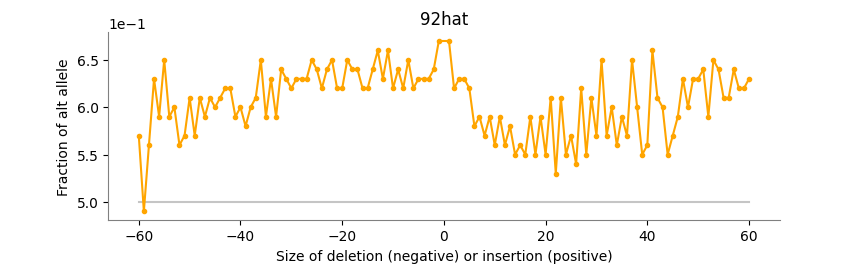 92hat
1e−1
6.5
6.0
5.5
5.0
Fraction of alt allele
−60 −40 −20 0 20 40 60
Size of deletion (negative) or insertion (positive)